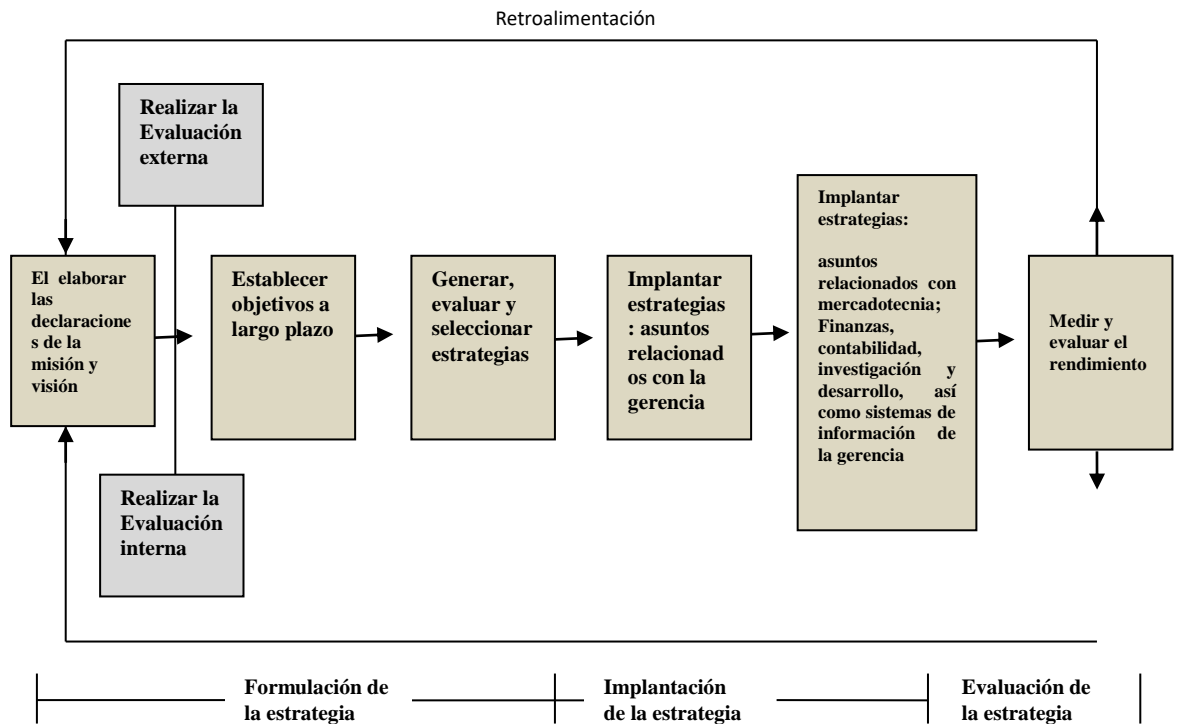 Retroalimentación
Realizar la
Evaluación
externa
El elaborar
las
declaracione
s de la
misión y
visión
Realizar la
Evaluación
interna
Establecer
objetivos a
largo plazo
Generar,
evaluar y
seleccionar
estrategias
Implantar
estrategias
: asuntos
relacionad
os con la
gerencia
Implantar
estrategias:
asuntos
relacionados con
mercadotecnia;
Finanzas,
contabilidad,
investigación y
desarrollo, así
como sistemas de
información de
la gerencia
Medir y
evaluar el
rendimiento
Formulación de
la estrategia
Implantación
de la estrategia
Evaluación de
la estrategia